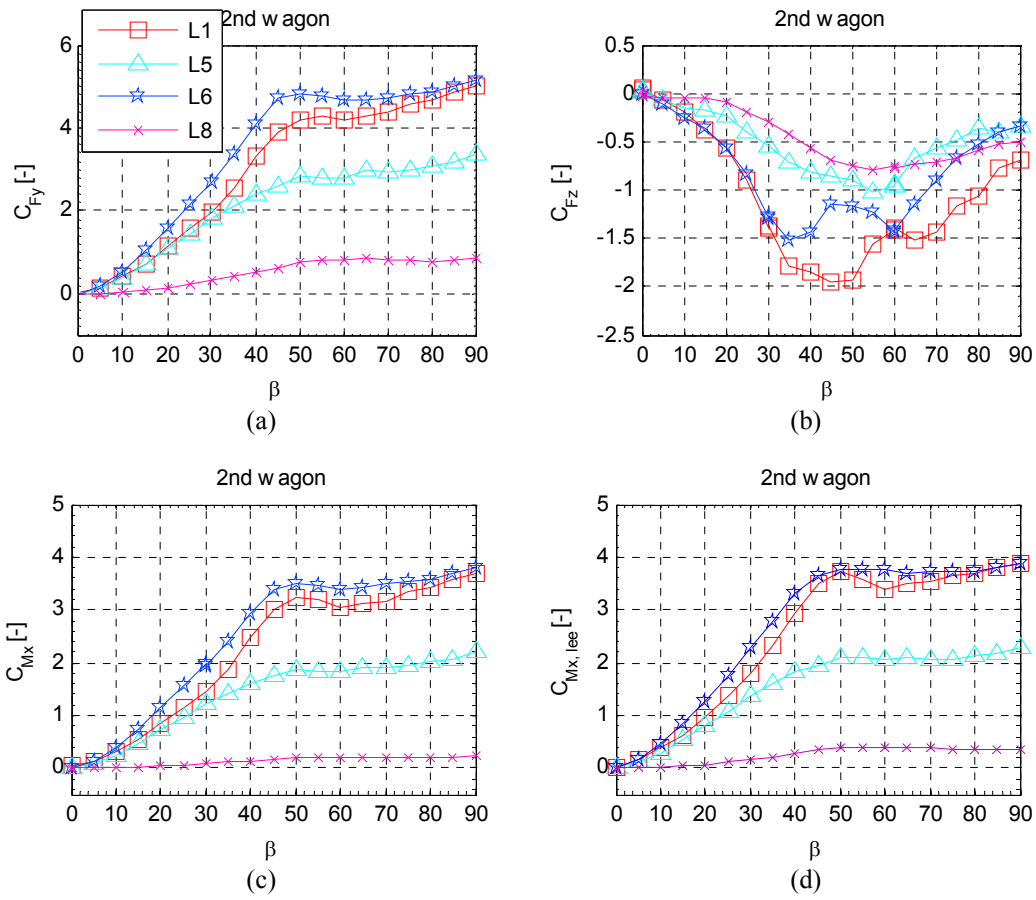 2nd w agon
L1
L5
L6
L8
6
4
2
0
C_Fy [-]
0 10 20 30 40 50 60 70 80 90
β
(a)
2nd w agon
0.5
0
-0.5
-1
-1.5
-2
-2.5
C_Fz [-]
0 10 20 30 40 50 60 70 80 90
β
(b)
2nd w agon
5
4
3
2
1
0
C_Mx [-]
0 10 20 30 40 50 60 70 80 90
β
(c)
2nd w agon
5
4
3
2
1
0
C_Mx, lee [-]
0 10 20 30 40 50 60 70 80 90
β
(d)